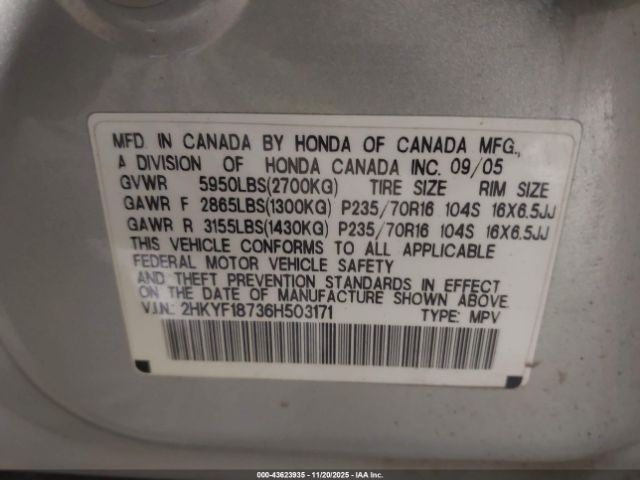 MFD. IN CANADA BY HONDA OF CANADA MFG.,
A DIVISION OF HONDA CANADA INC. 09/05
GVWR 5950LBS(2700KG) TIRE SIZE RIM SIZE
GAWR F 2865LBS(1300KG) P235/70R16 104S 16X6.5JJ
GAWR R 3155LBS(1430KG) P235/70R16 104S 16X6.5JJ
THIS VEHICLE CONFORMS TO ALL APPLICABLE
FEDERAL MOTOR VEHICLE SAFETY
AND THEFT PREVENTION STANDARDS IN EFFECT
ON THE DATE OF MANUFACTURE SHOWN ABOVE.
V.I.N.: 2HKYF18736H503171 TYPE: MPV
000-43623935 - 11/20/2025 - IAAI.COM/CARFAX